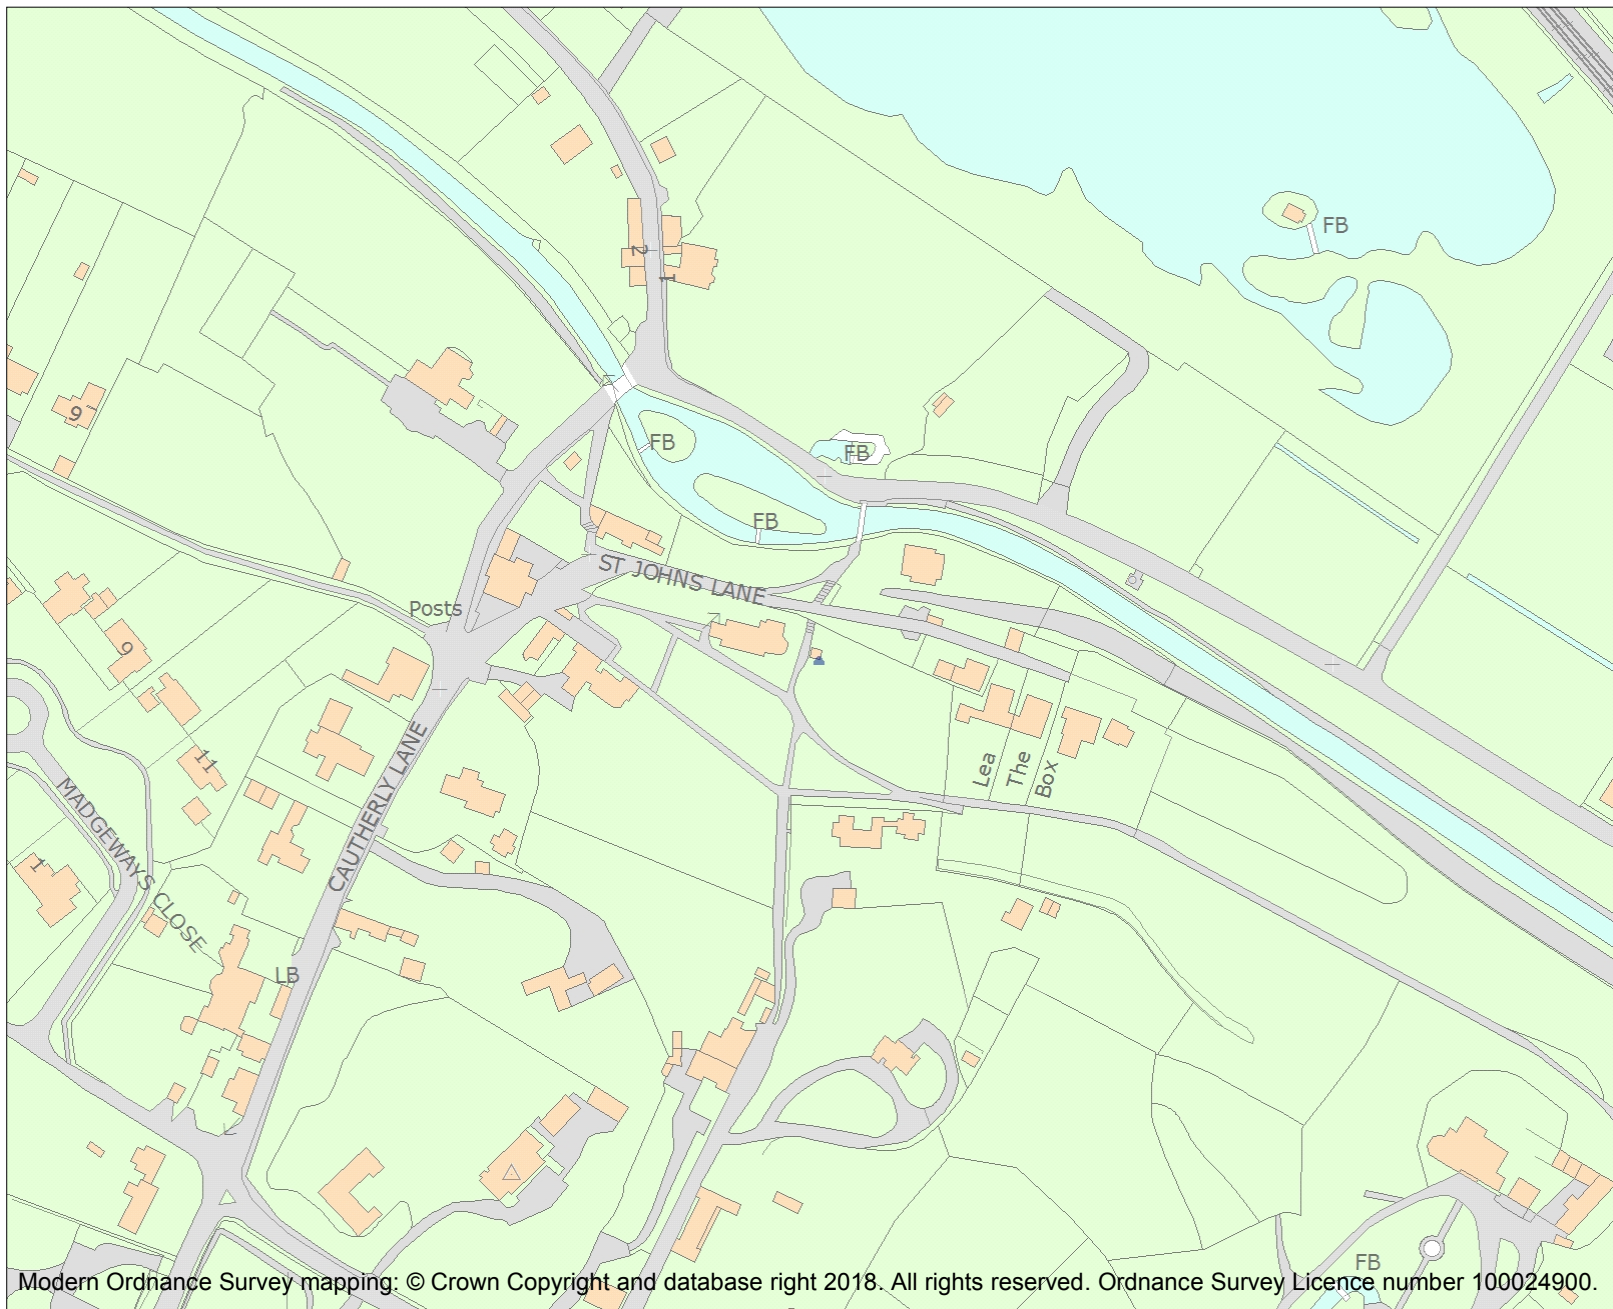 FB
2
1
9
FB
FB
FB
ST JOHNS LANE
Posts
9
11
CAUTHERLY LANE
Lea
The
Box
MADGEWAYS CLOSE
1
LB
FB
Modern Ordnance Survey mapping: © Crown Copyright and database right 2018. All rights reserved. Ordnance Survey Licence number 100024900.